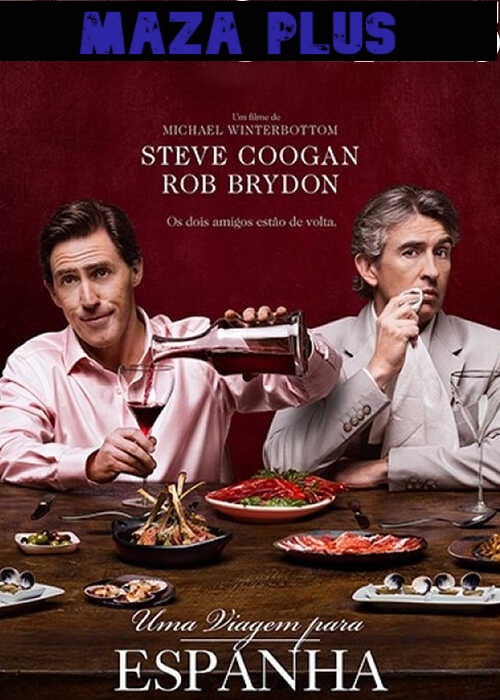 MAZA PLUS
Um filme de
MICHAEL WINTERBOTTOM
STEVE COOGAN
ROB BRYDON
Os dois amigos estão de volta.
Uma Viagem para
ESPANHA